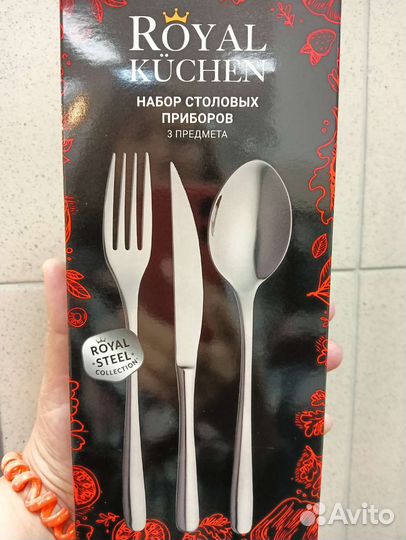 ROYAL
KÜCHEN
НАБОР СТОЛОВЫХ
ПРИБОРОВ
3 ПРЕДМЕТА
ROYAL
STEEL
COLLECTION
Avito